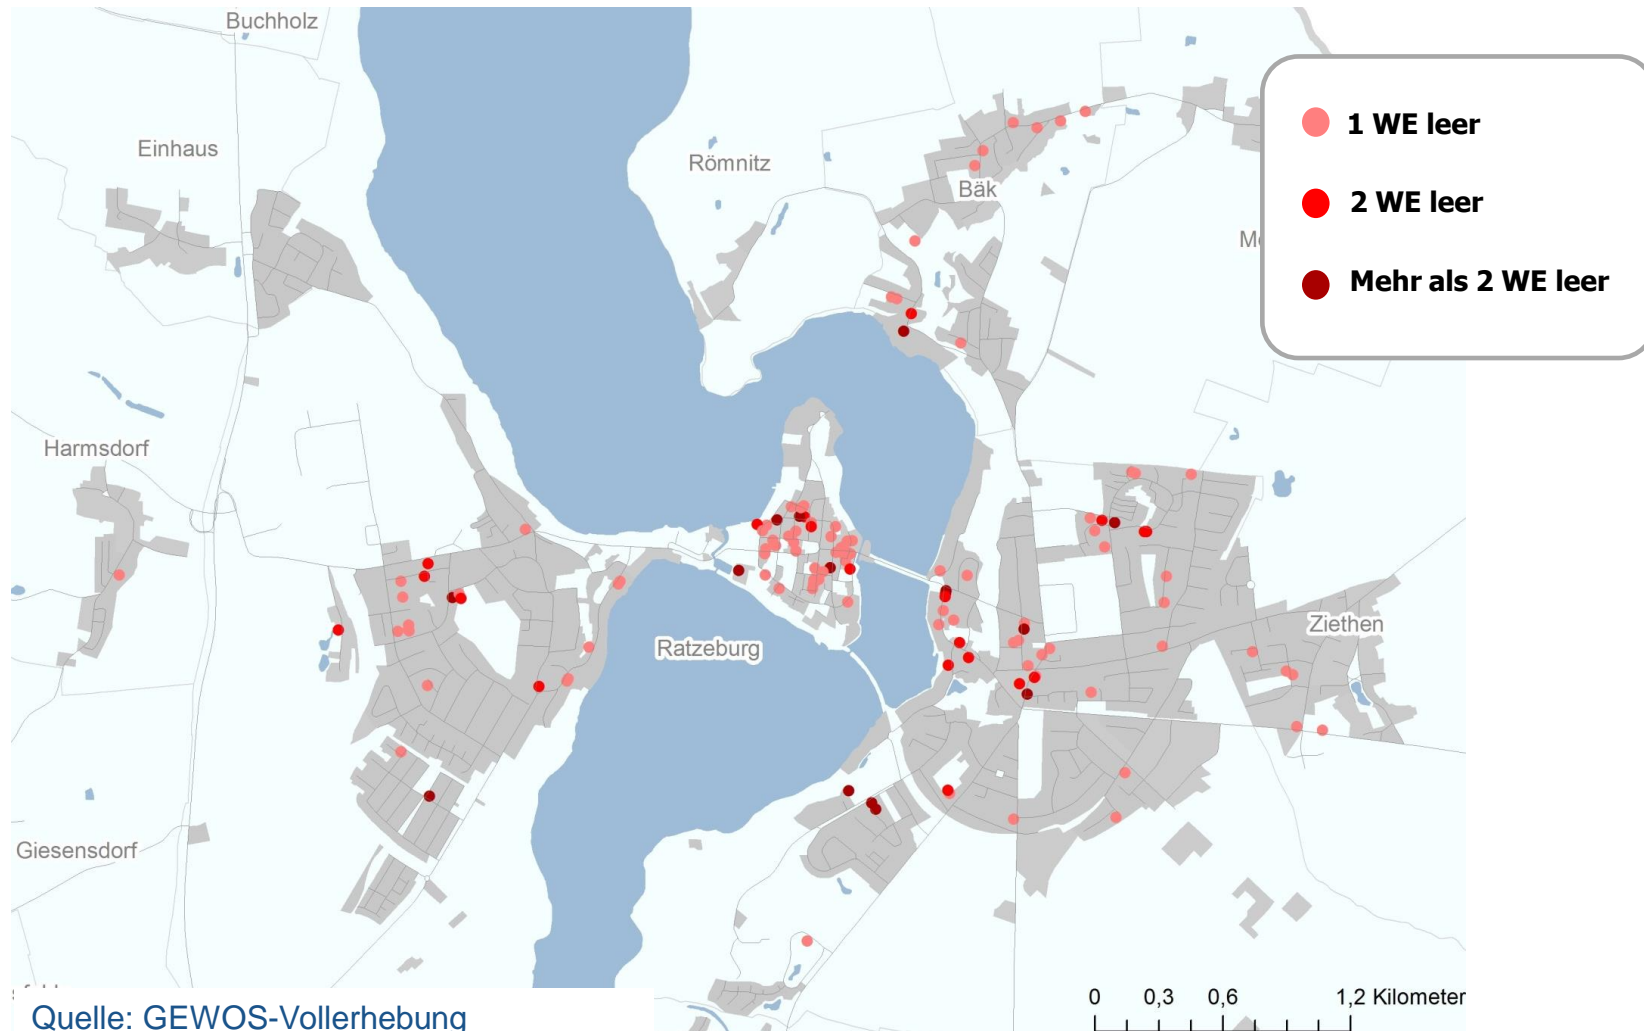 Buchholz
Einhaus
Römnitz
Bäk
1 WE leer
2 WE leer
Mehr als 2 WE leer
Harmsdorf
Ratzeburg
Ziethen
Giesensdorf
0 0,3 0,6 1,2 Kilometer
Quelle: GEWOS-Vollerhebung